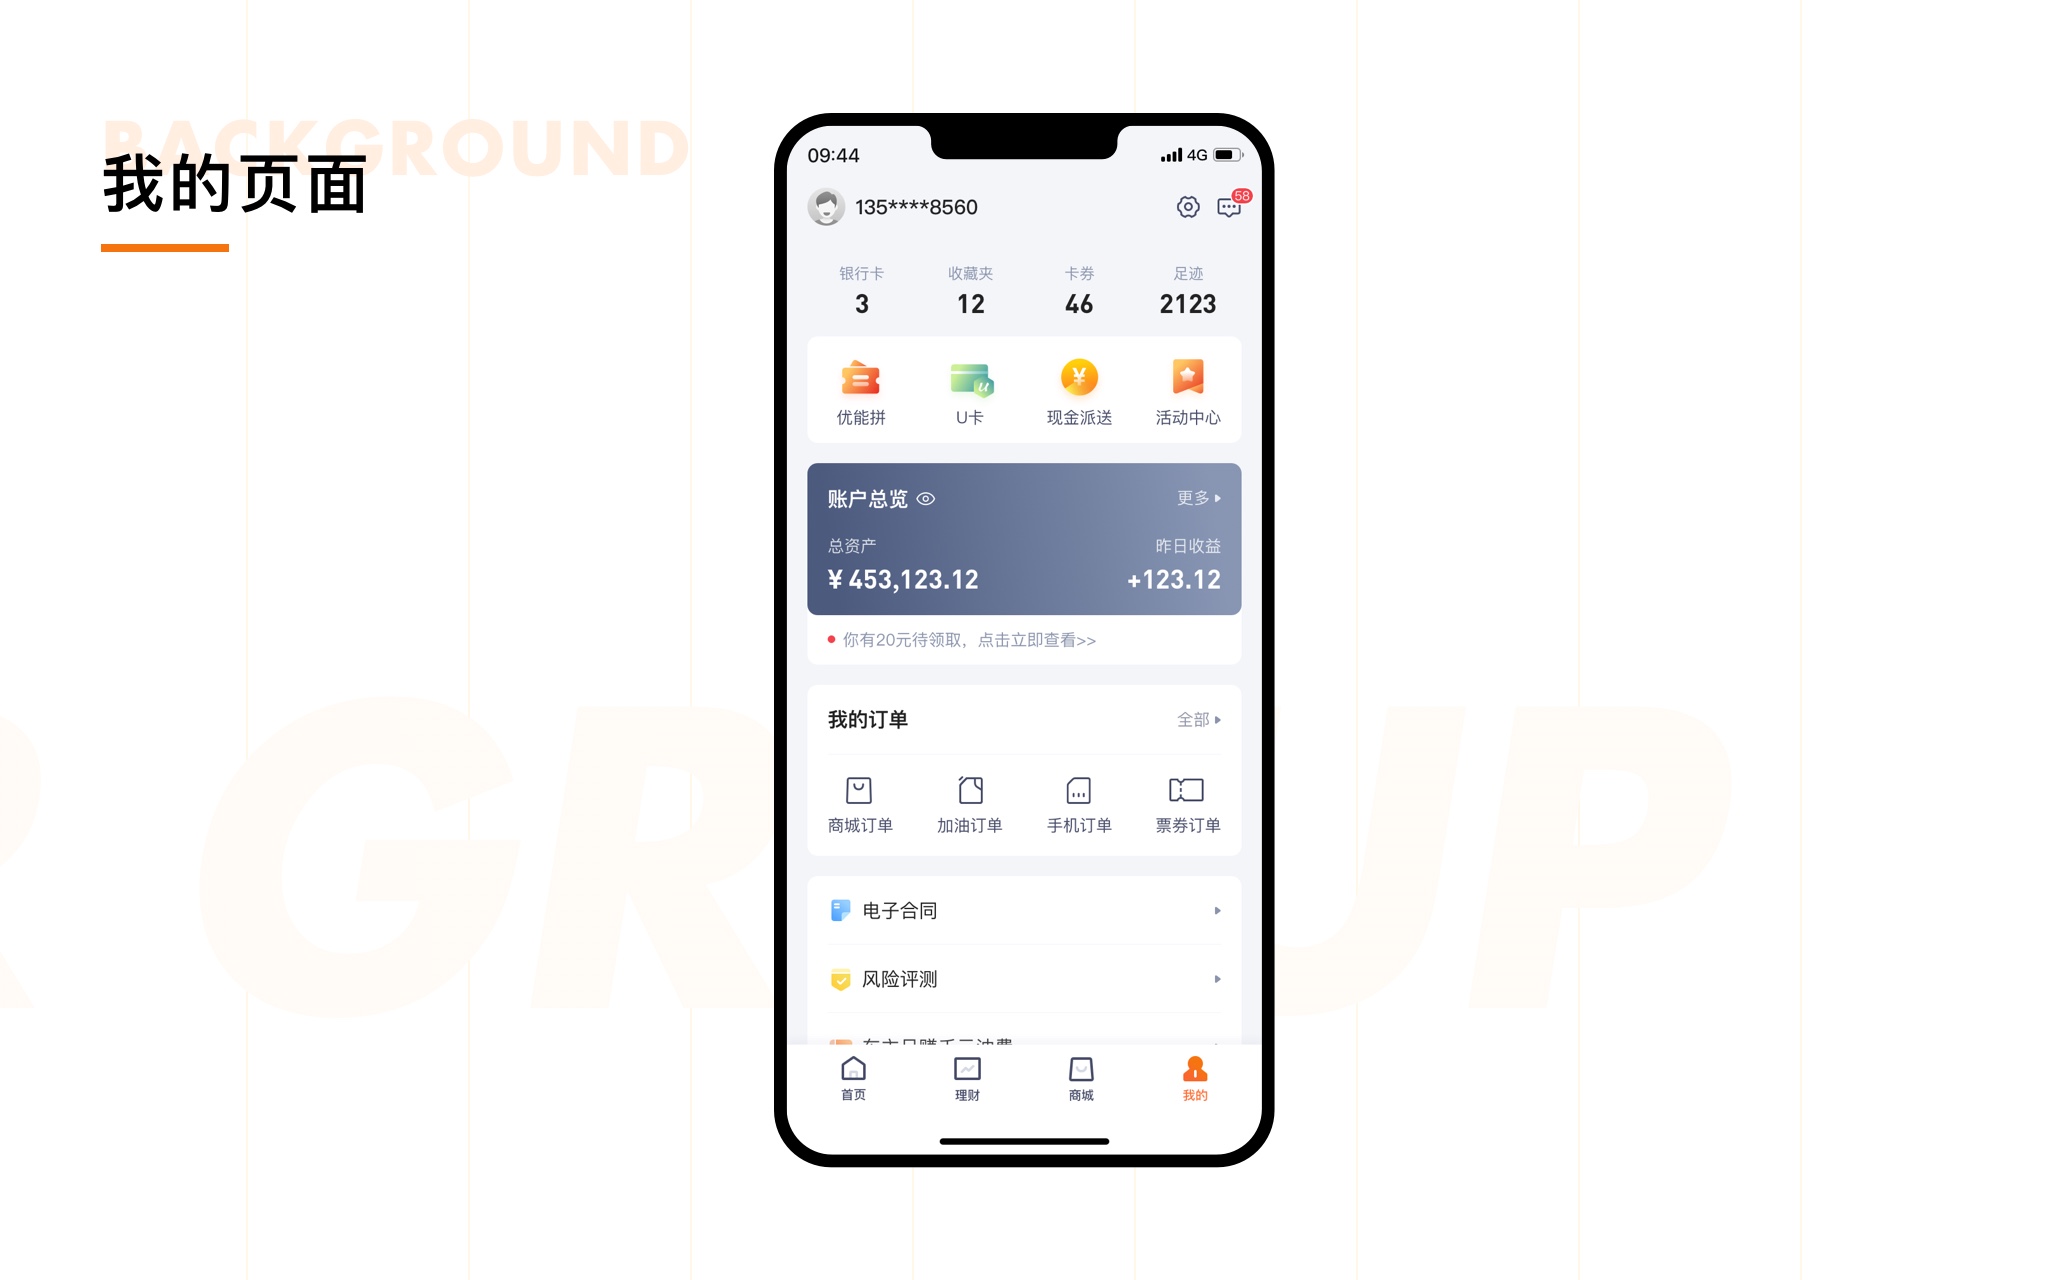 BACKGROUND
我的页面
R GROUP
09:44
4G
135****8560
58
银行卡 收藏夹 卡券 足迹
3 12 46 2123
优能拼 U卡 现金派送 活动中心
账户总览 更多
总资产 昨日收益
¥ 453,123.12 +123.12
你有20元待领取，点击立即查看>>
我的订单 全部
商城订单 加油订单 手机订单 票券订单
电子合同
风险评测
首页 理财 商城 我的